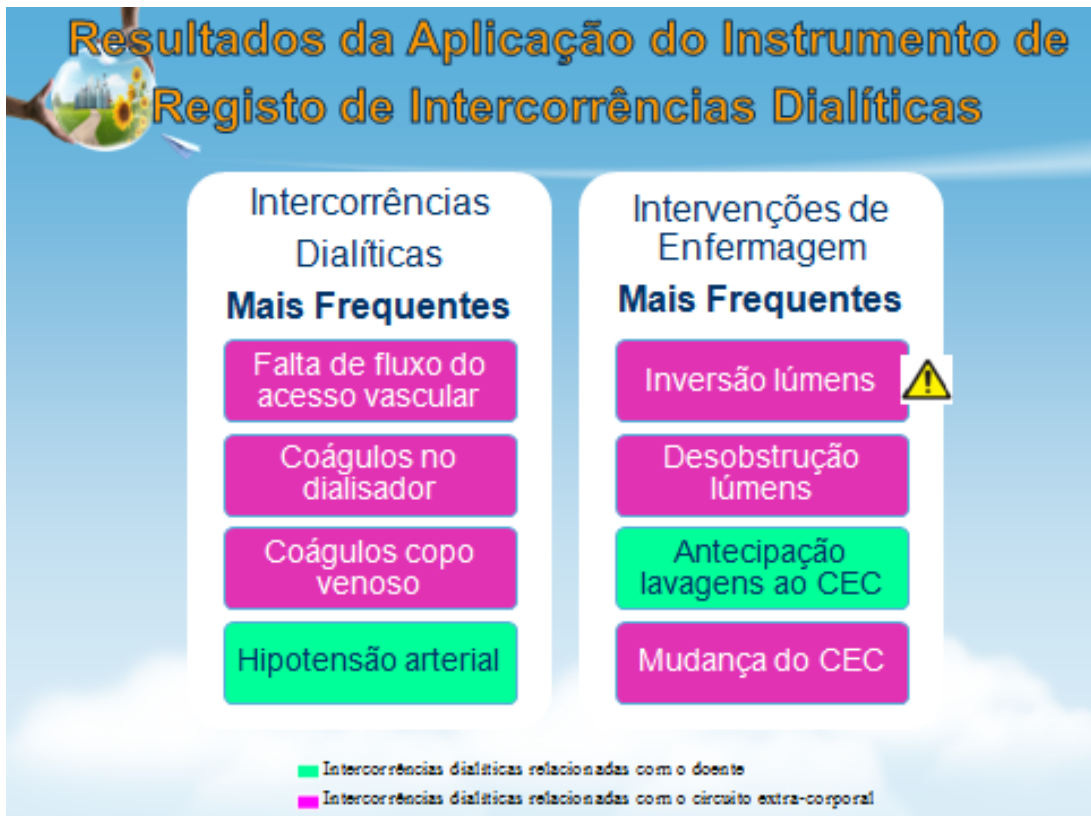 Resultados da Aplicação do Instrumento de
Registo de Intercorrências Dialíticas
Intercorrências
Dialíticas
Mais Frequentes
Falta de fluxo do
acesso vascular
Coágulos no
dialisador
Coágulos copo
venoso
Hipotensão arterial
Intervenções de
Enfermagem
Mais Frequentes
Inversão lúmens
Desobstrução
lúmens
Antecipação
lavagens ao CEC
Mudança do CEC
Intercorrências dialíticas relacionadas com o doente
Intercorrências dialíticas relacionadas com o circuito extra-corporal